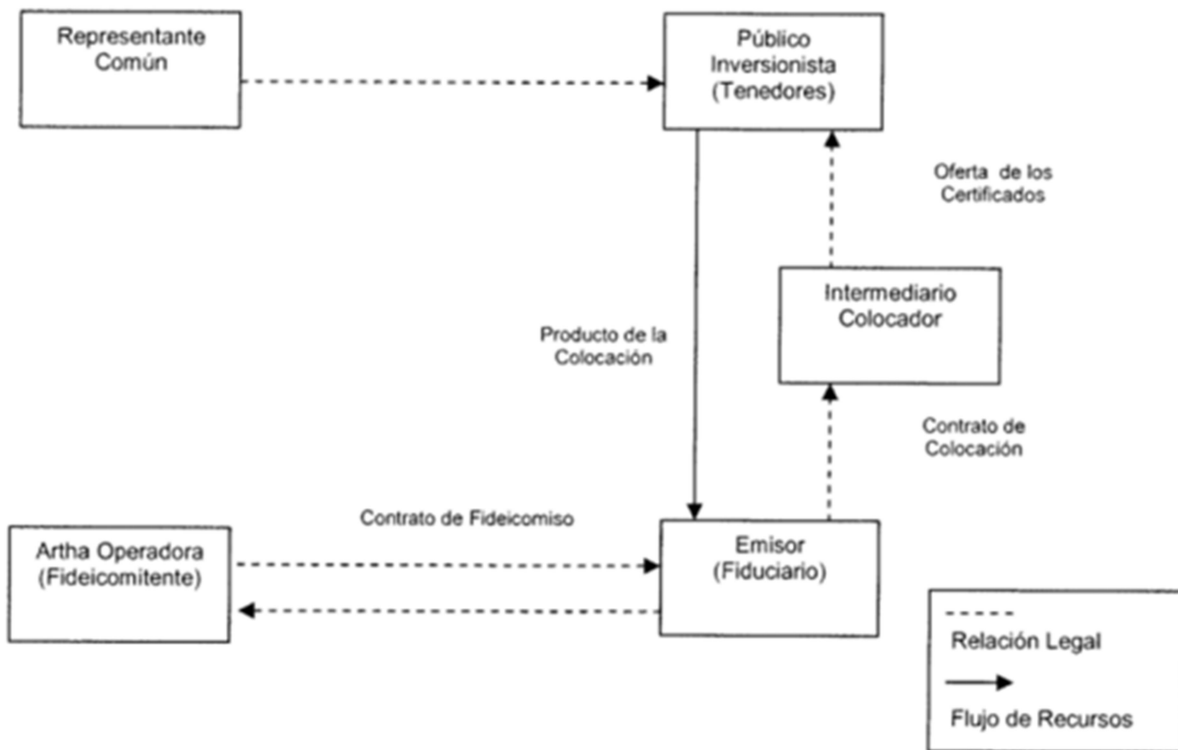 Representante
Común
Público
Inversionista
(Tenedores)
Oferta de los
Certificados
Intermediario
Colocador
Producto de la
Colocación
Contrato de
Colocación
Contrato de Fideicomiso
Artha Operadora
(Fideicomitente)
Emisor
(Fiduciario)
Relación Legal
Flujo de Recursos